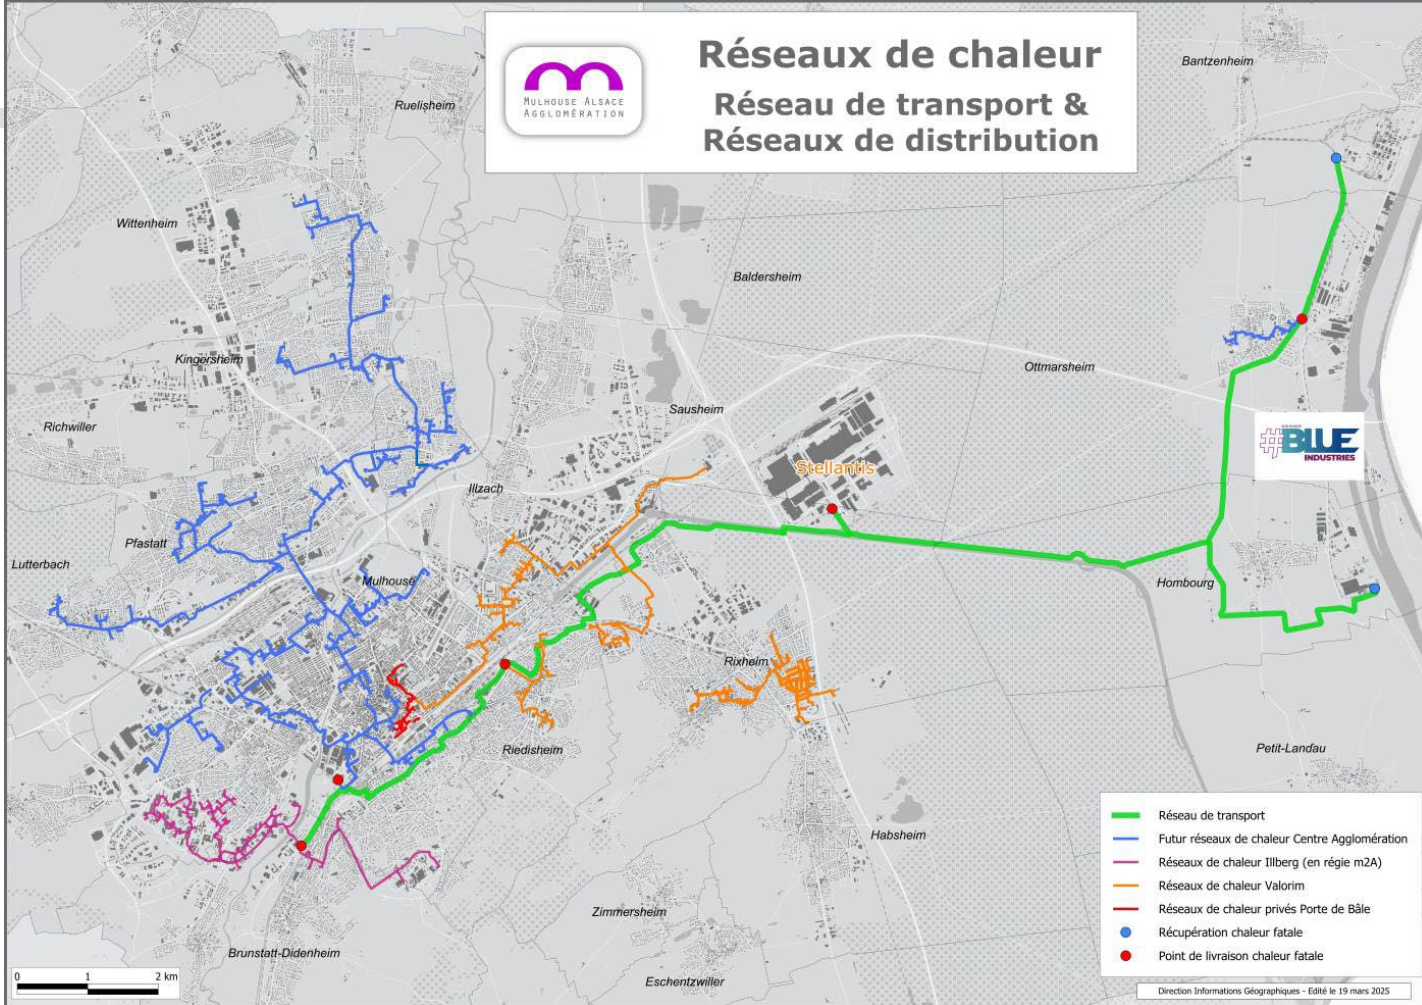 Réseaux de chaleur
Réseau de transport &
Réseaux de distribution
MULHOUSE ALSACE
AGGLOMÉRATION
Bantzenheim
Ruelisheim
Wittenheim
Baldersheim
Kingersheim
Ottmarsheim
Sausheim
Richwiller
#BLUE
INDUSTRIES
Stellantis
Illzach
Pfastatt
Lutterbach
Mulhouse
Hombourg
Rixheim
Riedisheim
Petit-Landau
Habsheim
Zimmersheim
Brunstatt-Didenheim
Eschentzwiller
Réseau de transport
Futur réseaux de chaleur Centre Agglomération
Réseaux de chaleur Illberg (en régie m2A)
Réseaux de chaleur Valorim
Réseaux de chaleur privés Porte de Bâle
Récupération chaleur fatale
Point de livraison chaleur fatale
0 1 2 km
Direction Informations Géographiques - Edité le 19 mars 2025